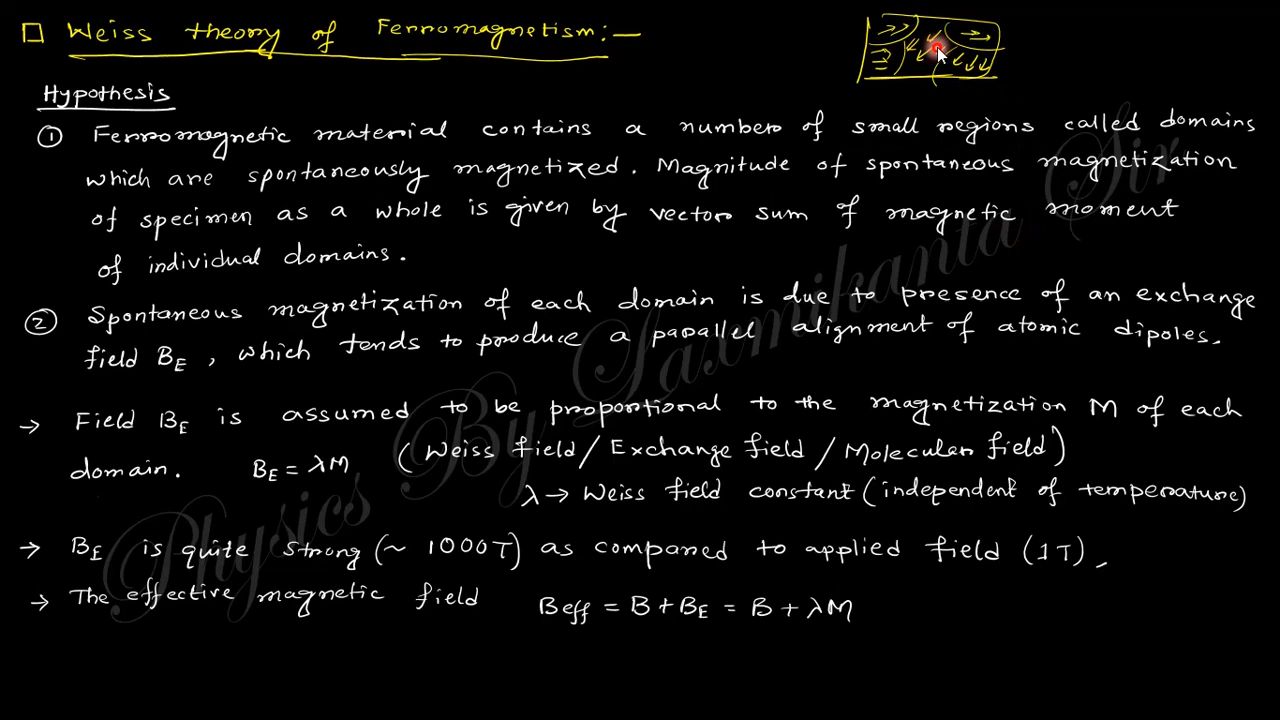 □ Weiss theory of Ferromagnetism:—
Hypothesis
① Ferromagnetic material contains a number of small regions called domains
which are spontaneously magnetized. Magnitude of spontaneous magnetization
of specimen as a whole is given by vector sum of magnetic moment
of individual domains.
② Spontaneous magnetization of each domain is due to presence of an exchange
field B_E, which tends to produce a parallel alignment of atomic dipoles.
→ Field B_E is assumed to be proportional to the magnetization M of each
domain. B_E = λM (Weiss field/ Exchange field / Molecular field)
λ → Weiss field constant (independent of temperature)
→ B_E is quite strong (~ 1000T) as compared to applied field (1T).
→ The effective magnetic field Beff = B + B_E = B + λM
Physics By Saxmikanta Sir